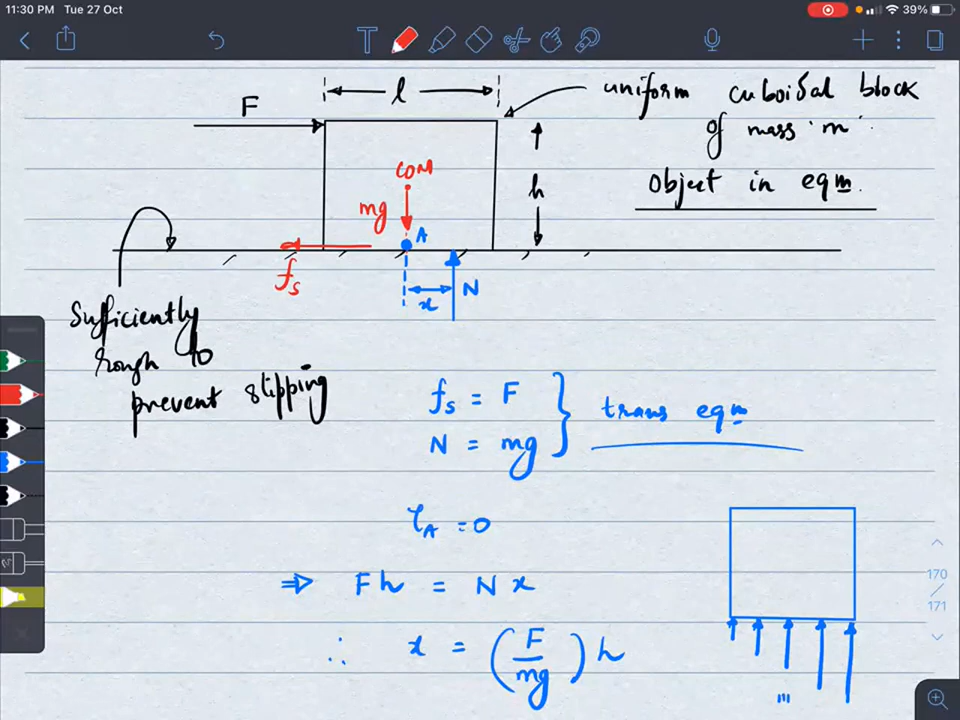 11:30 PM Tue 27 Oct
39%
l
F
uniform cuboidal block
of mass 'm'.
COM
h
object in eqm.
mg
A
fs
x
N
Sufficiently
rough to
prevent slipping
fs = F
N = mg
trans eqm
τA = 0
⇒ Fh = Nx
170
/
171
∴ x = (F/mg) h